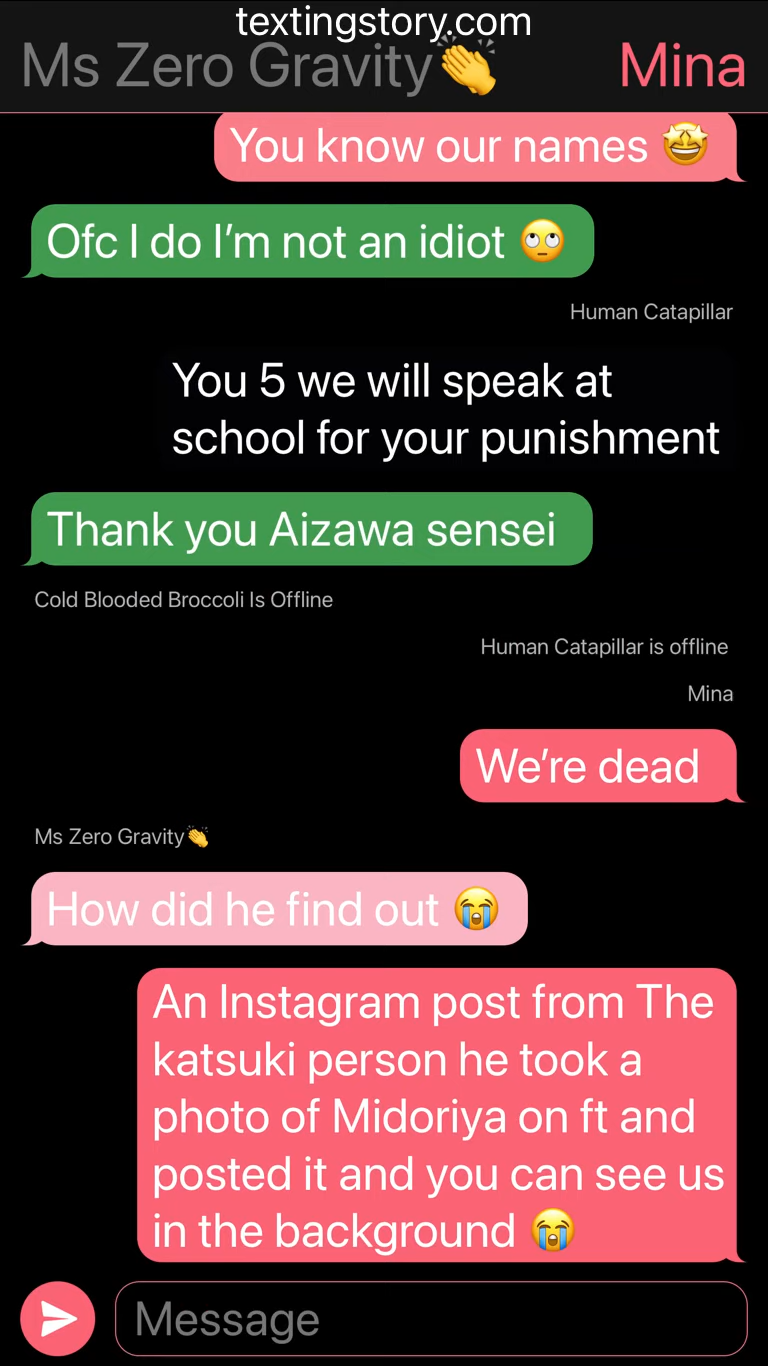 textingstory.com
Ms Zero Gravity👏 Mina
You know our names 🤩
Ofc I do I’m not an idiot 🙄
Human Catapillar
You 5 we will speak at
school for your punishment
Thank you Aizawa sensei
Cold Blooded Broccoli Is Offline
Human Catapillar is offline
Mina
We’re dead
Ms Zero Gravity👏
How did he find out 😭
An Instagram post from The
katsuki person he took a
photo of Midoriya on ft and
posted it and you can see us
in the background 😭
Message